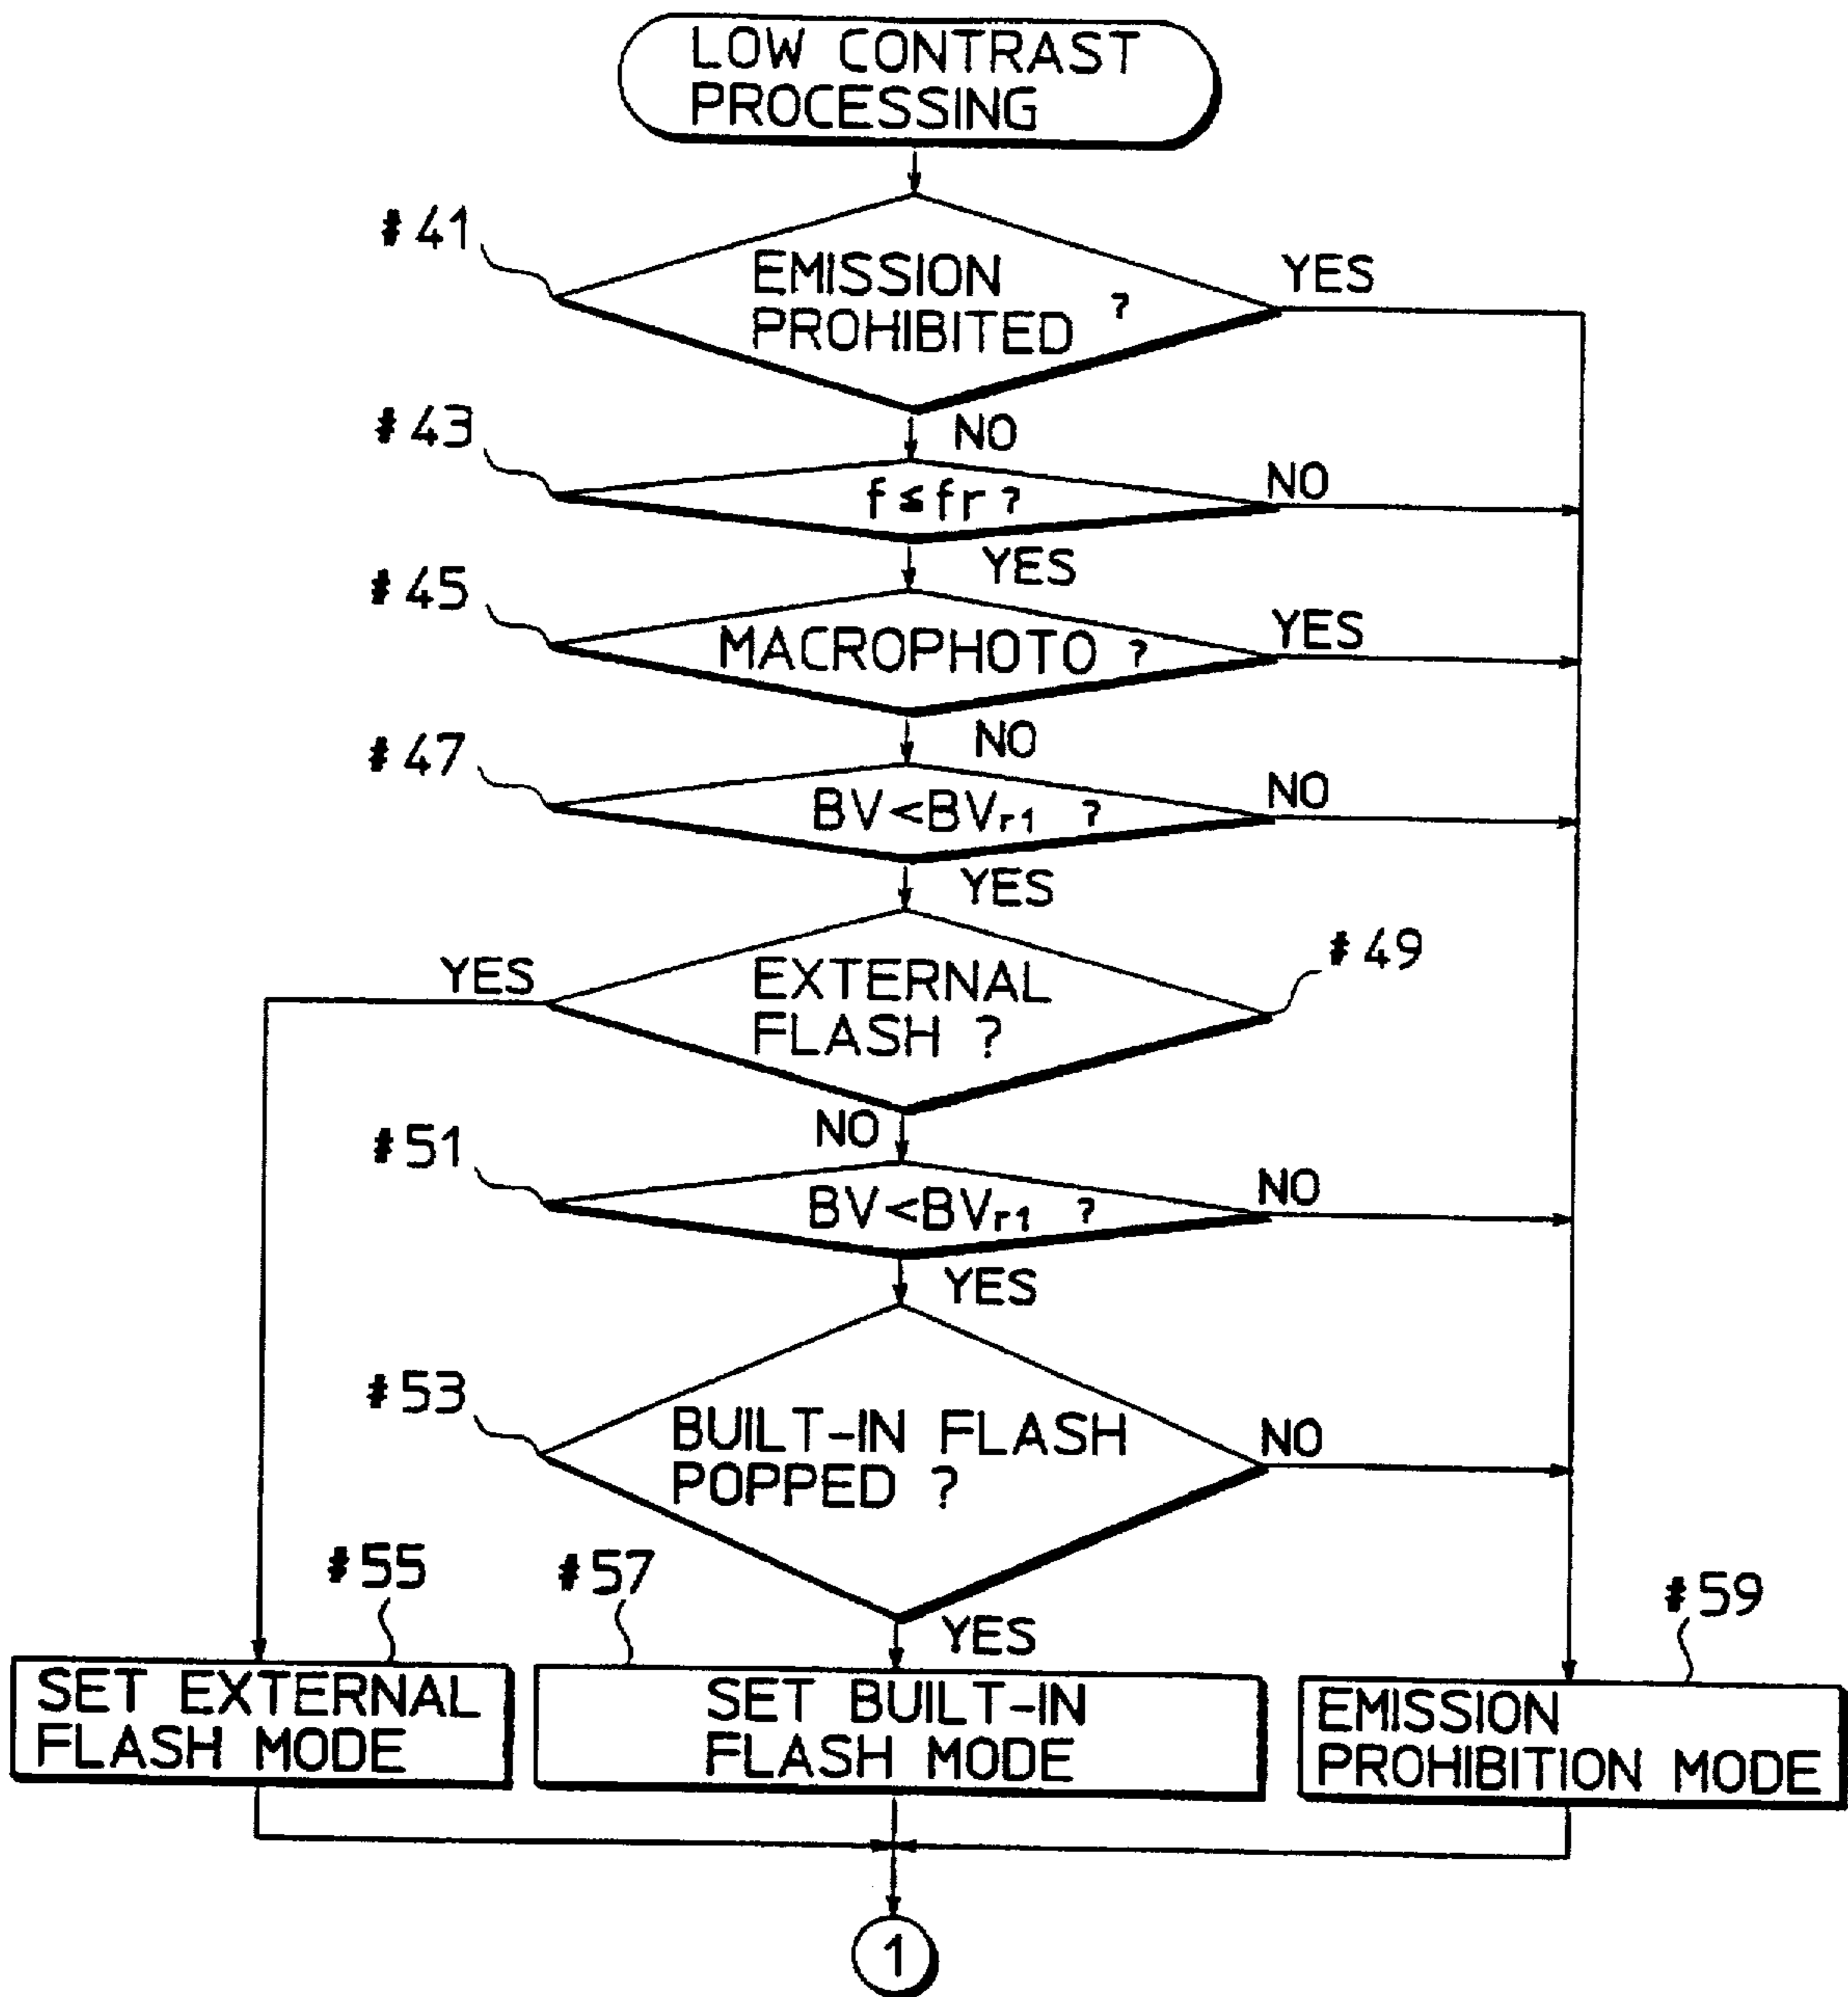 LOW CONTRAST
PROCESSING
#41
EMISSION
PROHIBITED ?
YES
NO
#43
f≤fr ?
NO
YES
#45
MACROPHOTO ?
YES
NO
#47
BV<BVr1 ?
NO
YES
#49
EXTERNAL
FLASH ?
YES
NO
#51
BV<BVr1 ?
NO
YES
#53
BUILT-IN FLASH
POPPED ?
NO
YES
#55
SET EXTERNAL
FLASH MODE
#57
SET BUILT-IN
FLASH MODE
#59
EMISSION
PROHIBITION MODE
1